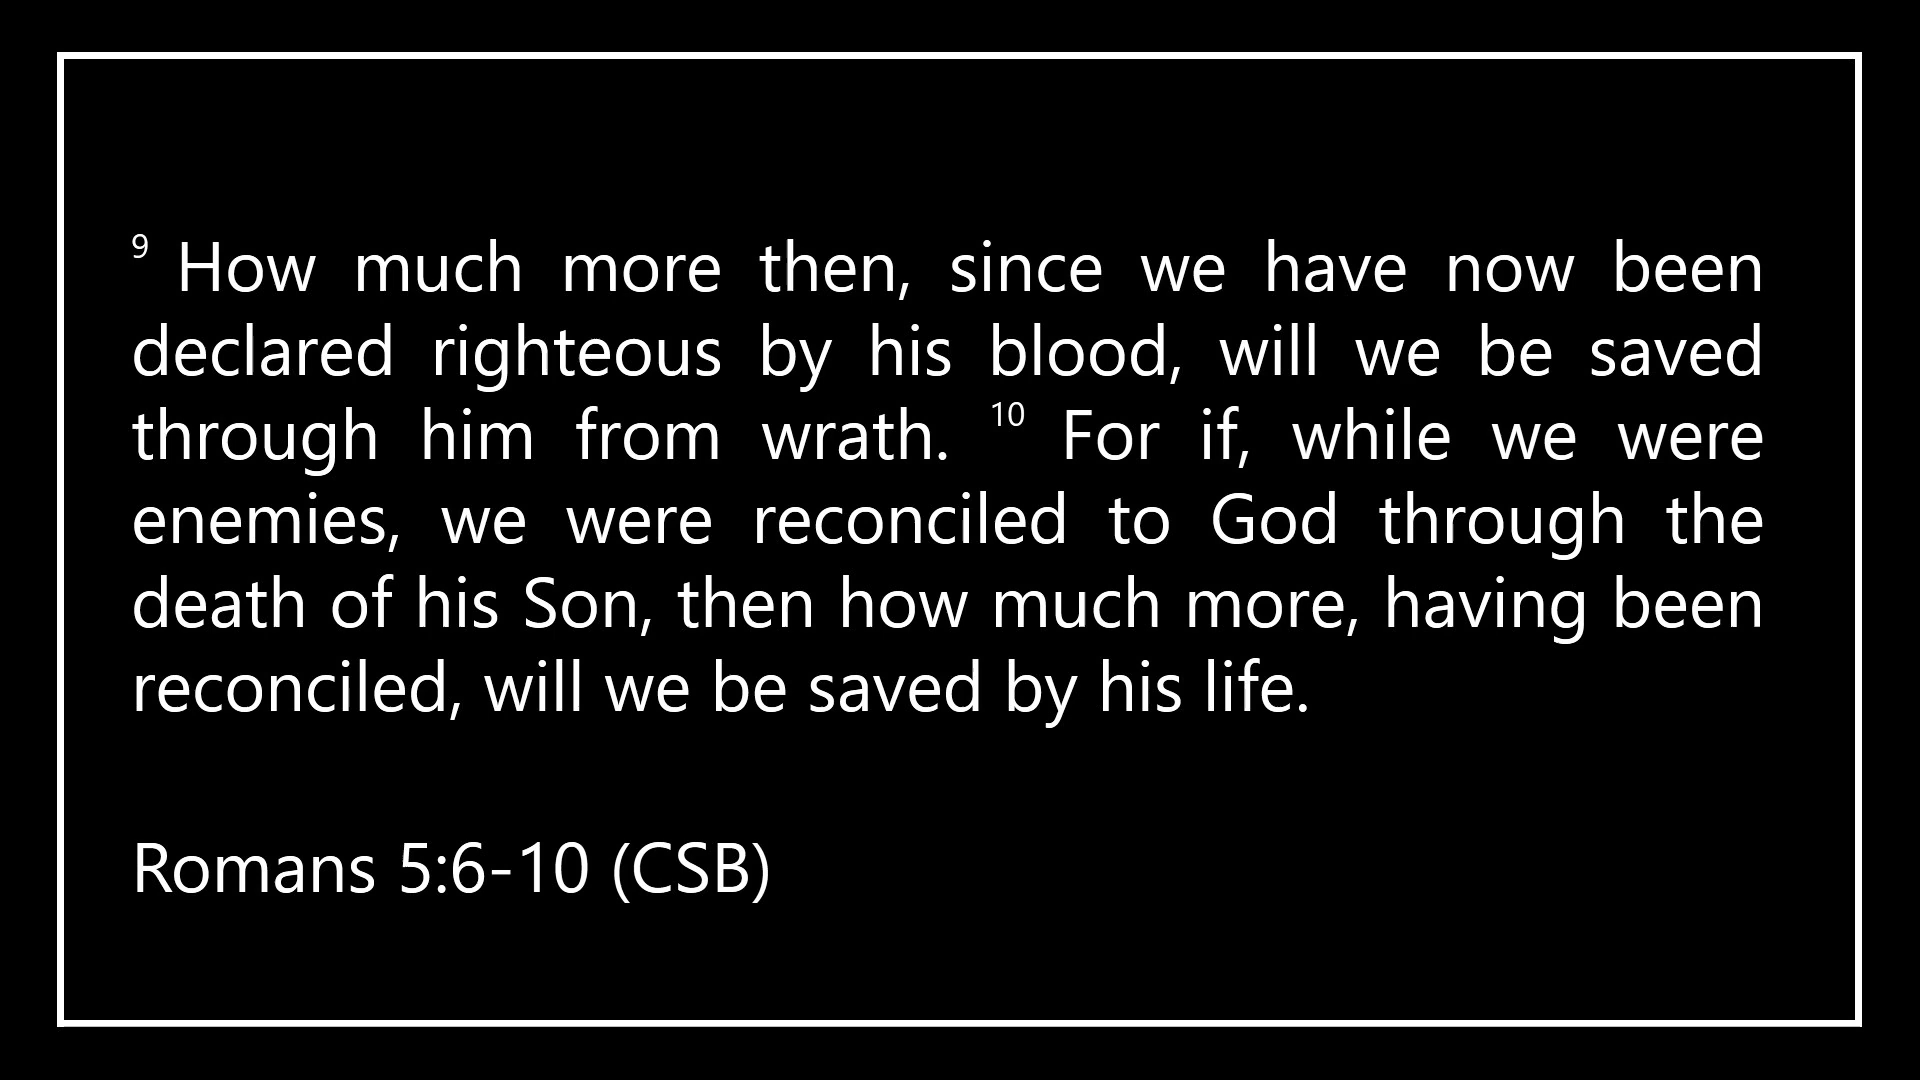 ⁹ How much more then, since we have now been
declared righteous by his blood, will we be saved
through him from wrath. ¹⁰ For if, while we were
enemies, we were reconciled to God through the
death of his Son, then how much more, having been
reconciled, will we be saved by his life.
Romans 5:6-10 (CSB)